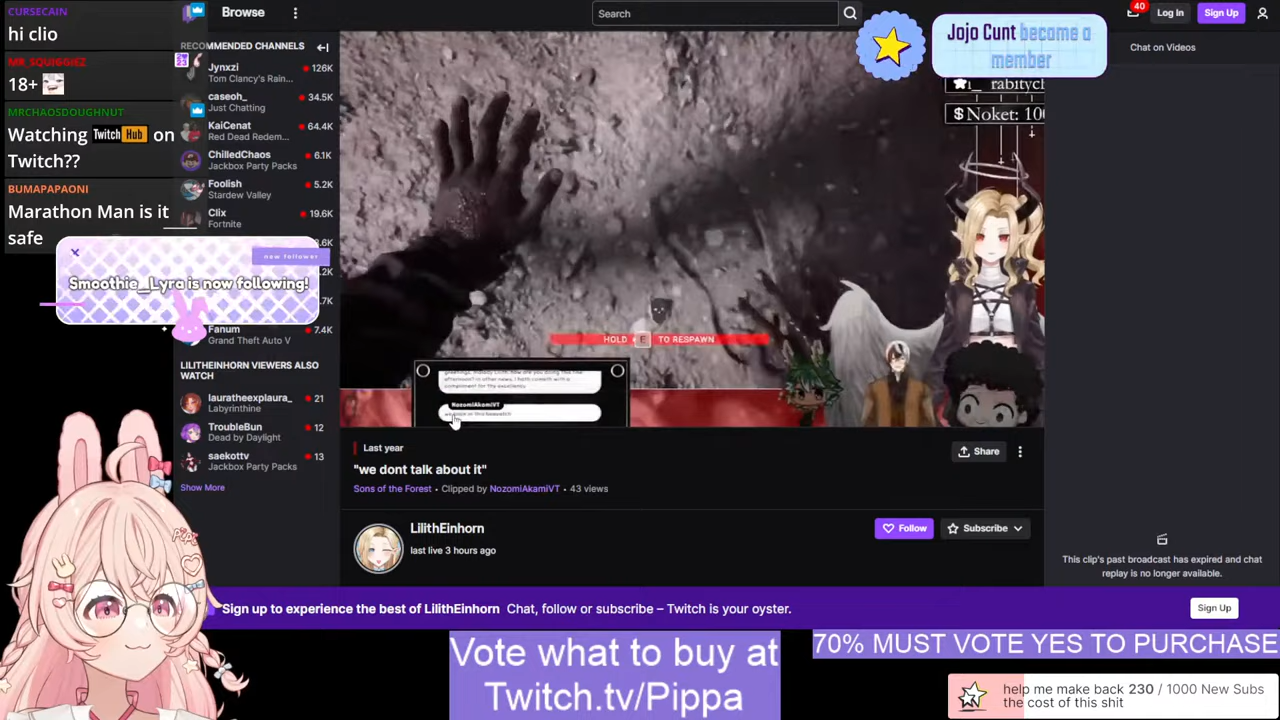 CURSECAIN
hi clio
MR_SQUIGGIEZ
18+
MRCHAOSDOUGHNUT
Watching Twitch Hub on
Twitch??
BUMAPAPAONI
Marathon Man is it
safe
new follower
Smoothie__Lyra is now following!
Browse
Search
40
Log In
Sign Up
Jojo Cunt become a
member
RECOMMENDED CHANNELS
Jynxzi
126K
Tom Clancy's Rain...
caseoh_
34.5K
Just Chatting
KaiCenat
64.4K
Red Dead Redem...
ChilledChaos
6.1K
Jackbox Party Packs
Foolish
5.2K
Stardew Valley
Clix
19.6K
Fortnite
Fanum
7.4K
Grand Theft Auto V
LILITHEINHORN VIEWERS ALSO
WATCH
lauratheexplaura_
21
Labyrinthine
TroubleBun
12
Dead by Daylight
saekottv
13
Jackbox Party Packs
Show More
$ Noket: 100
HOLD E TO RESPAWN
NozomiAkamiVT
Last year
"we dont talk about it"
Sons of the Forest • Clipped by NozomiAkamiVT • 43 views
Share
LilithEinhorn
last live 3 hours ago
Follow
Subscribe
Chat on Videos
This clip's past broadcast has expired and chat
replay is no longer available.
Sign up to experience the best of LilithEinhorn Chat, follow or subscribe – Twitch is your oyster.
Sign Up
Pipp
Vote what to buy at
Twitch.tv/Pippa
70% MUST VOTE YES TO PURCHASE
help me make back 230 / 1000 New Subs
the cost of this shit